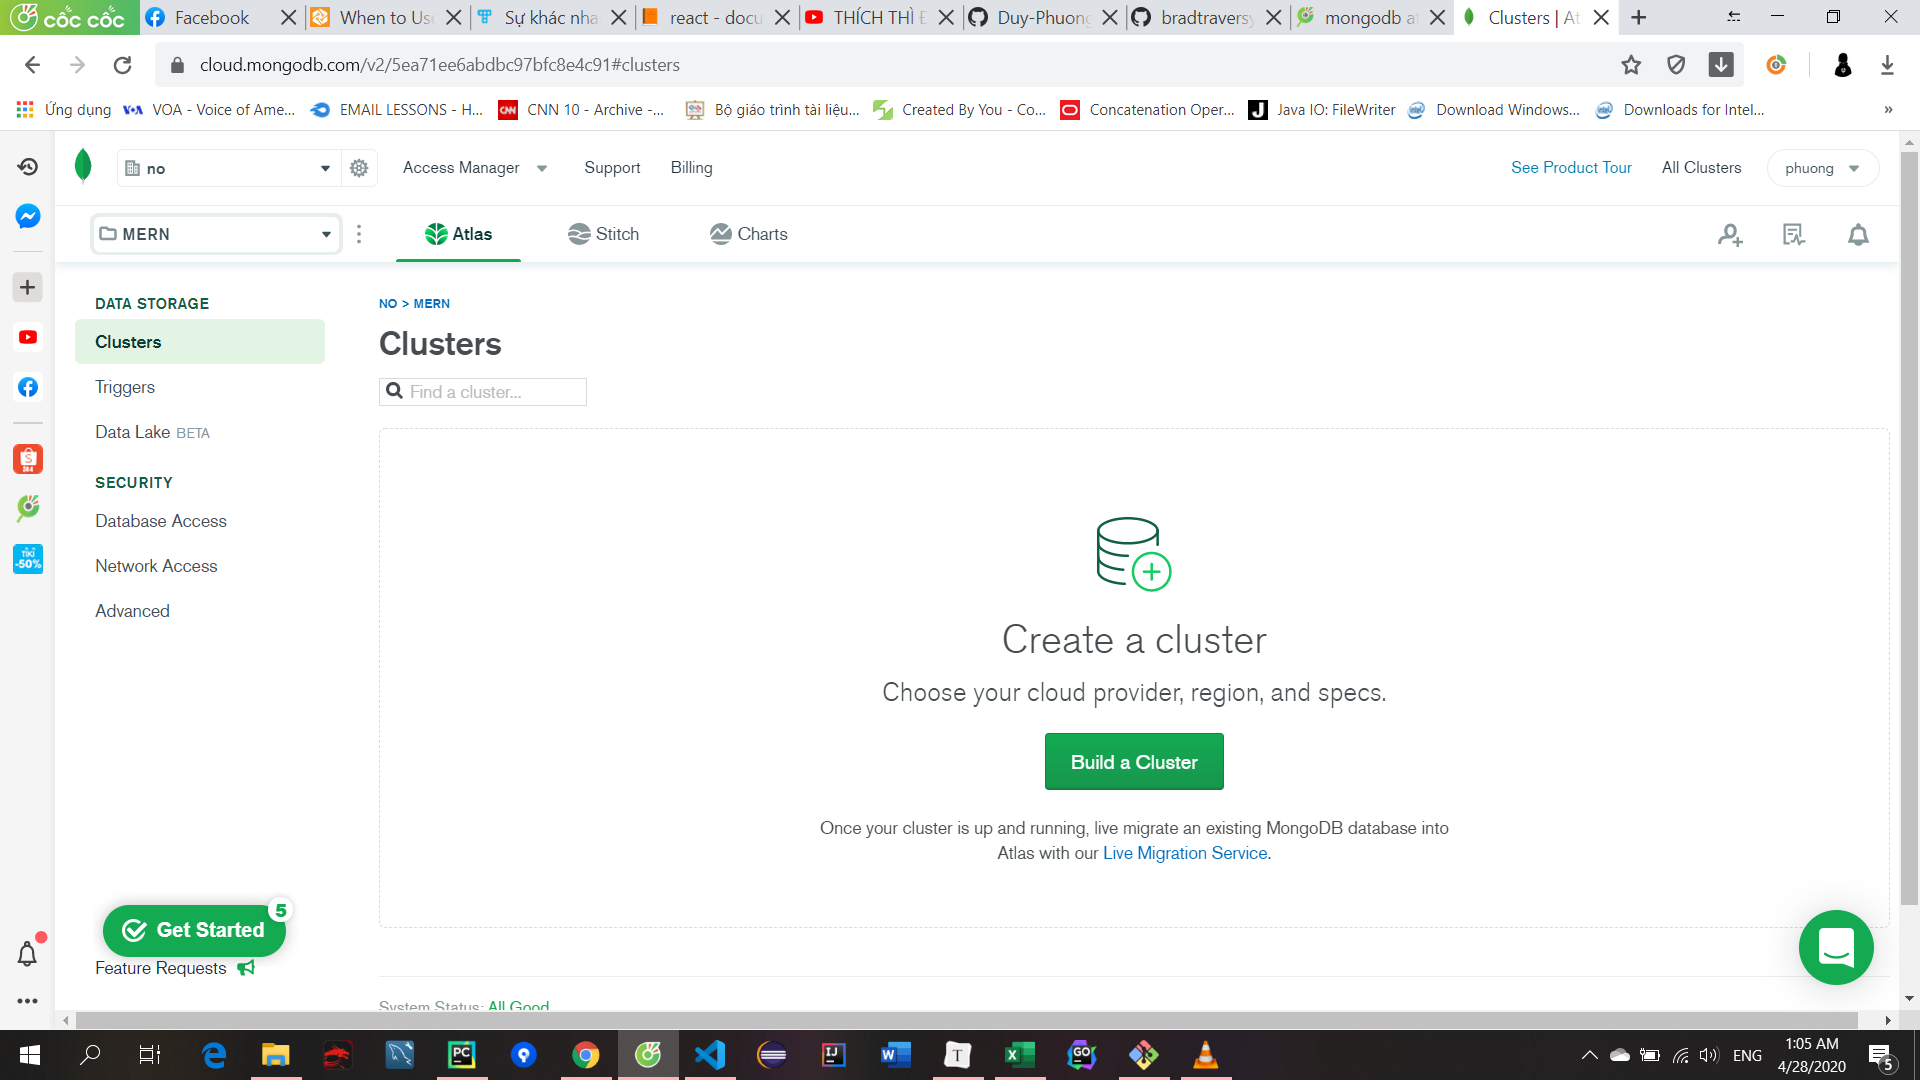 cốc cốc
Facebook
When to Us
Sự khác nha
react - docu
THÍCH THÌ Đ
Duy-Phuong
bradtraversy
mongodb at
Clusters | At
cloud.mongodb.com/v2/5ea71ee6abdbc97bfc8e4c91#clusters
Ứng dụng
VOA - Voice of Ame...
EMAIL LESSONS - H...
CNN 10 - Archive -...
Bộ giáo trình tài liệu...
Created By You - Co...
Concatenation Oper...
Java IO: FileWriter
Download Windows...
Downloads for Intel...
»
no
Access Manager
Support
Billing
See Product Tour
All Clusters
phuong
MERN
Atlas
Stitch
Charts
DATA STORAGE
Clusters
Triggers
Data Lake BETA
SECURITY
Database Access
Network Access
Advanced
NO > MERN
Clusters
Find a cluster...
Create a cluster
Choose your cloud provider, region, and specs.
Build a Cluster
Once your cluster is up and running, live migrate an existing MongoDB database into
Atlas with our Live Migration Service.
Get Started
5
Feature Requests
System Status: All Good
TIKI
-50%
ENG
1:05 AM
4/28/2020
5